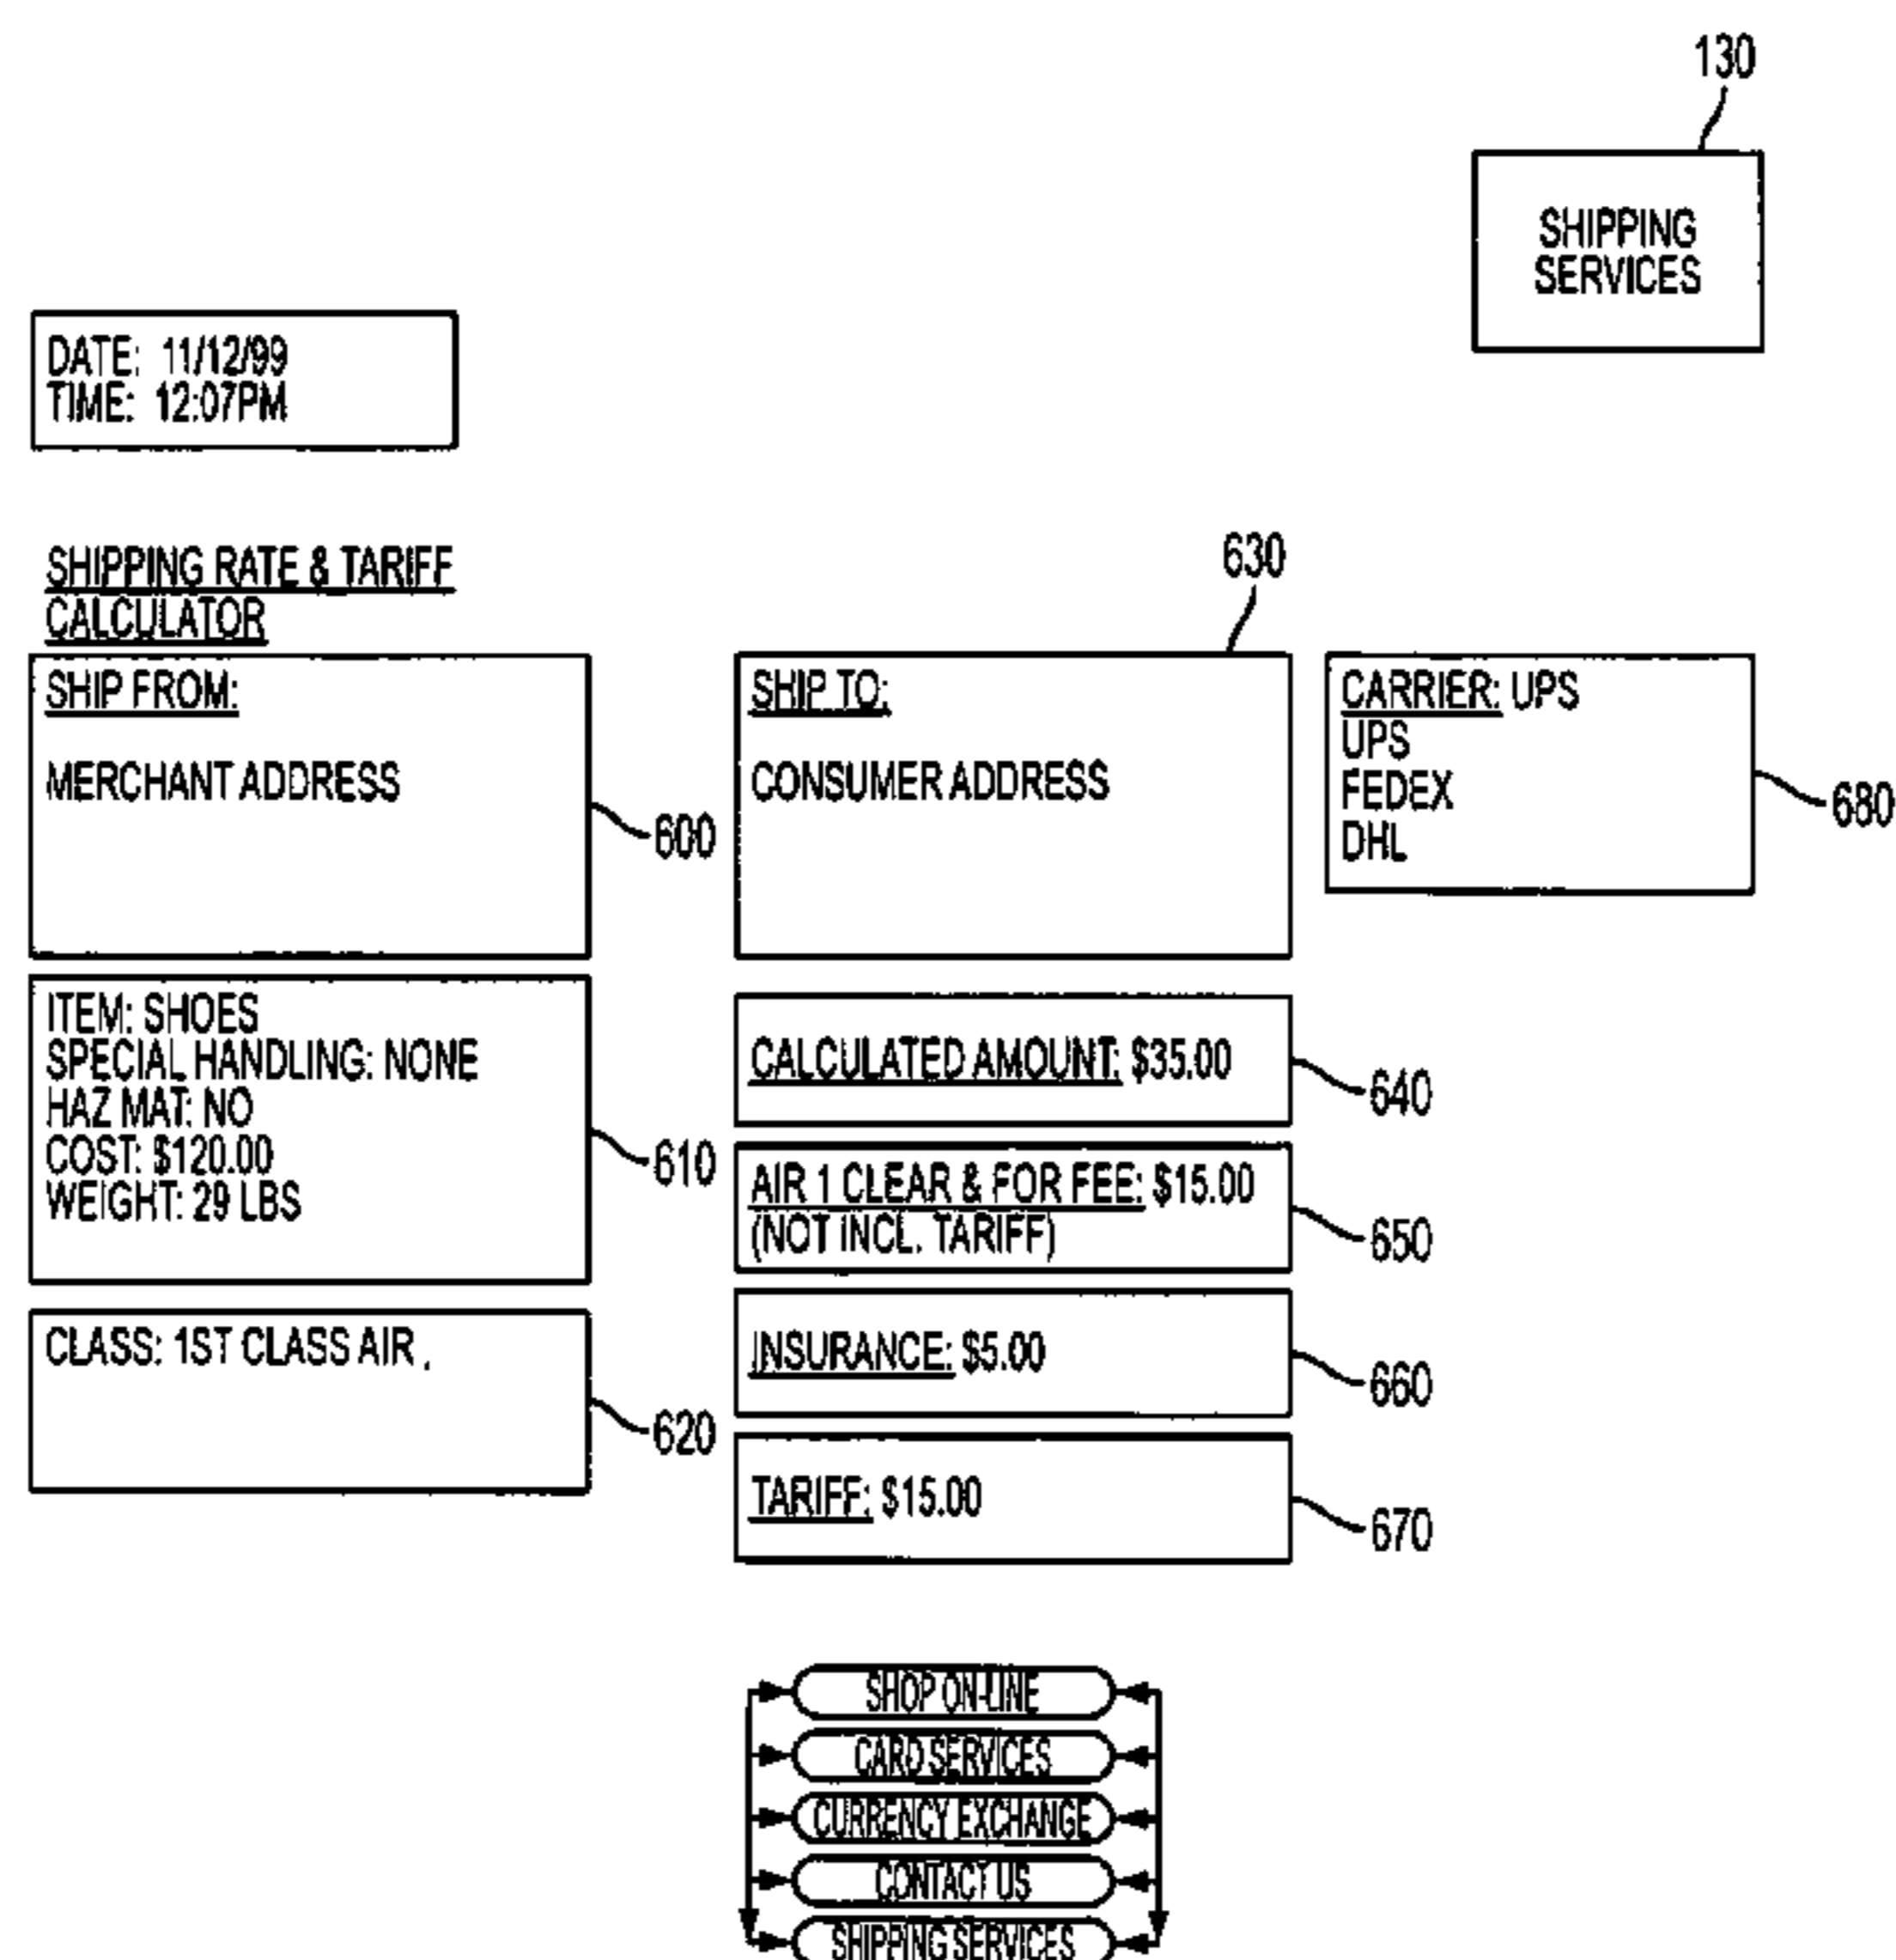 130
SHIPPING
SERVICES
DATE: 11/12/99
TIME: 12:07PM
SHIPPING RATE & TARIFF
CALCULATOR
630
SHIP FROM:
MERCHANT ADDRESS
600
SHIP TO:
CONSUMER ADDRESS
CARRIER: UPS
UPS
FEDEX
DHL
680
ITEM: SHOES
SPECIAL HANDLING: NONE
HAZ MAT: NO
COST: $120.00
WEIGHT: 29 LBS
610
CALCULATED AMOUNT: $35.00
640
AIR 1 CLEAR & FOR FEE: $15.00
(NOT INCL. TARIFF)
650
CLASS: 1ST CLASS AIR
620
INSURANCE: $5.00
660
TARIFF: $15.00
670
SHOP ON-LINE
CARD SERVICES
CURRENCY EXCHANGE
CONTACT US
SHIPPING SERVICES